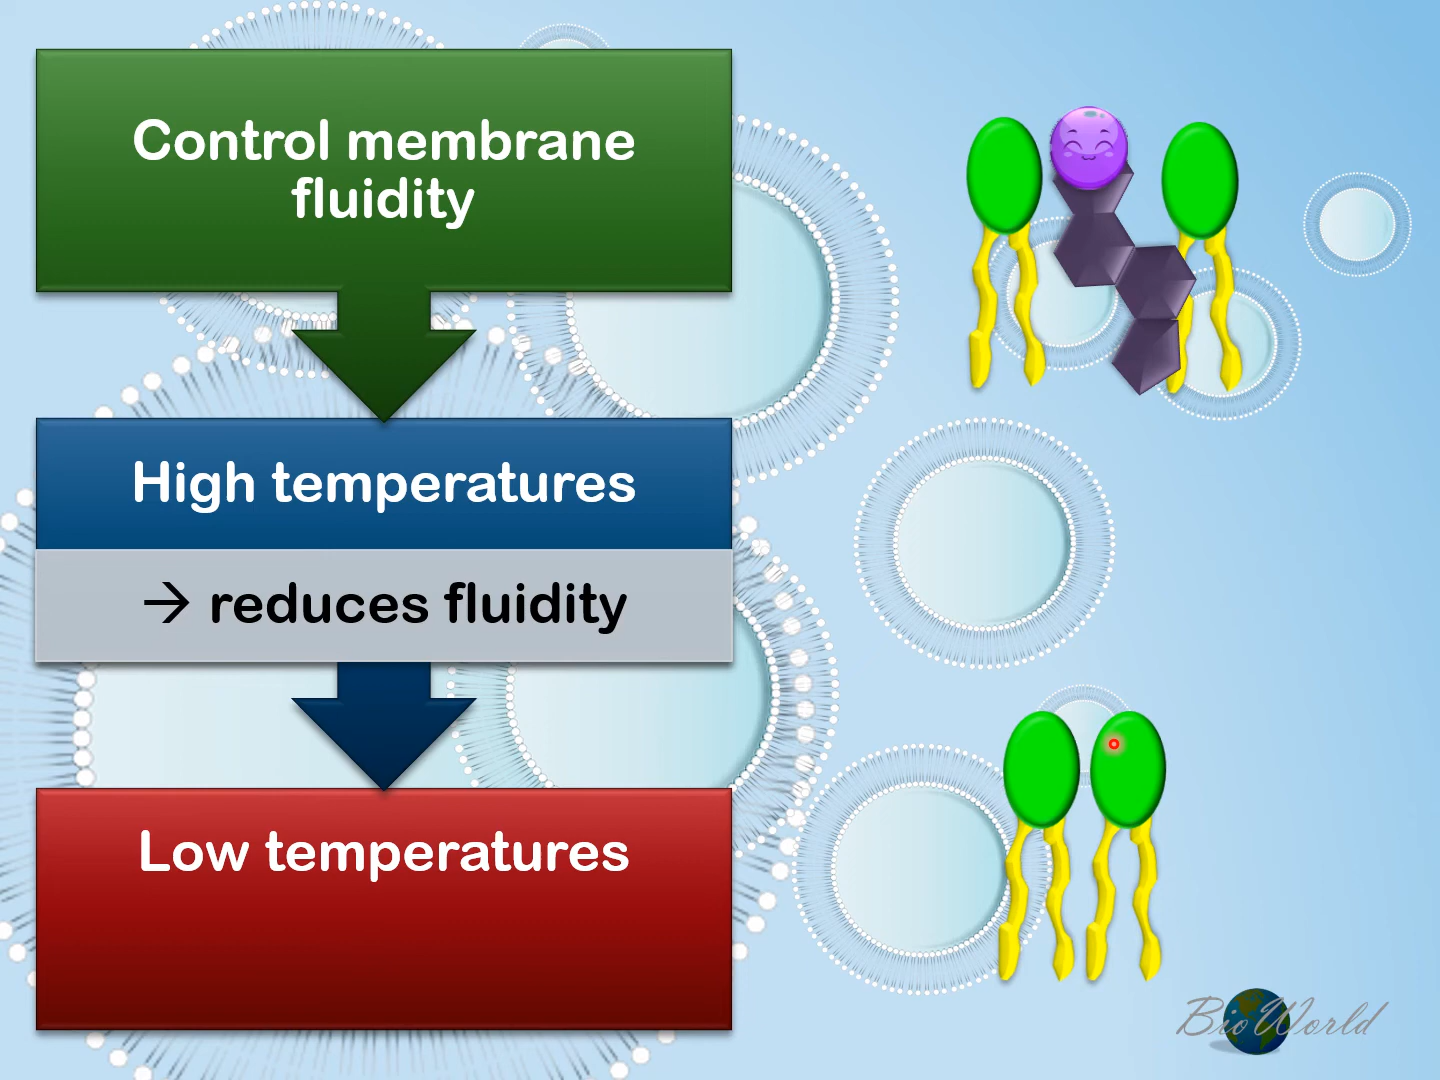 Control membrane
fluidity
High temperatures
→ reduces fluidity
Low temperatures
BioWorld